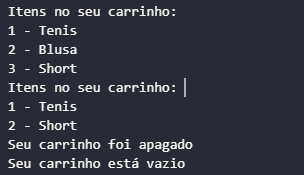 Itens no seu carrinho:
1 - Tenis
2 - Blusa
3 - Short
Itens no seu carrinho:
1 - Tenis
2 - Short
Seu carrinho foi apagado
Seu carrinho está vazio